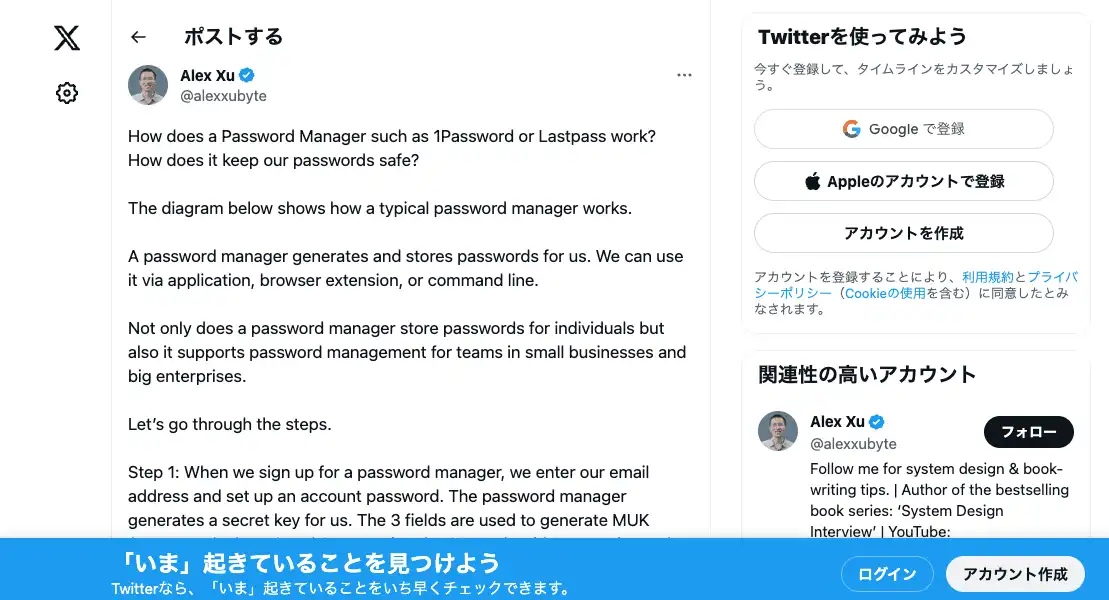 ポストする
Alex Xu
@alexxubyte
How does a Password Manager such as 1Password or Lastpass work?
How does it keep our passwords safe?
The diagram below shows how a typical password manager works.
A password manager generates and stores passwords for us. We can use
it via application, browser extension, or command line.
Not only does a password manager store passwords for individuals but
also it supports password management for teams in small businesses and
big enterprises.
Let’s go through the steps.
Step 1: When we sign up for a password manager, we enter our email
address and set up an account password. The password manager
generates a secret key for us. The 3 fields are used to generate MUK
Twitterを使ってみよう
今すぐ登録して、タイムラインをカスタマイズしましょ
う。
Google で登録
Appleのアカウントで登録
アカウントを作成
アカウントを登録することにより、利用規約とプライバ
シーポリシー（Cookieの使用を含む）に同意したとみ
なされます。
関連性の高いアカウント
Alex Xu
@alexxubyte
フォロー
Follow me for system design & book-
writing tips. | Author of the bestselling
book series: ‘System Design
Interview’ | YouTube:
「いま」起きていることを見つけよう
Twitterなら、「いま」起きていることをいち早くチェックできます。
ログイン
アカウント作成